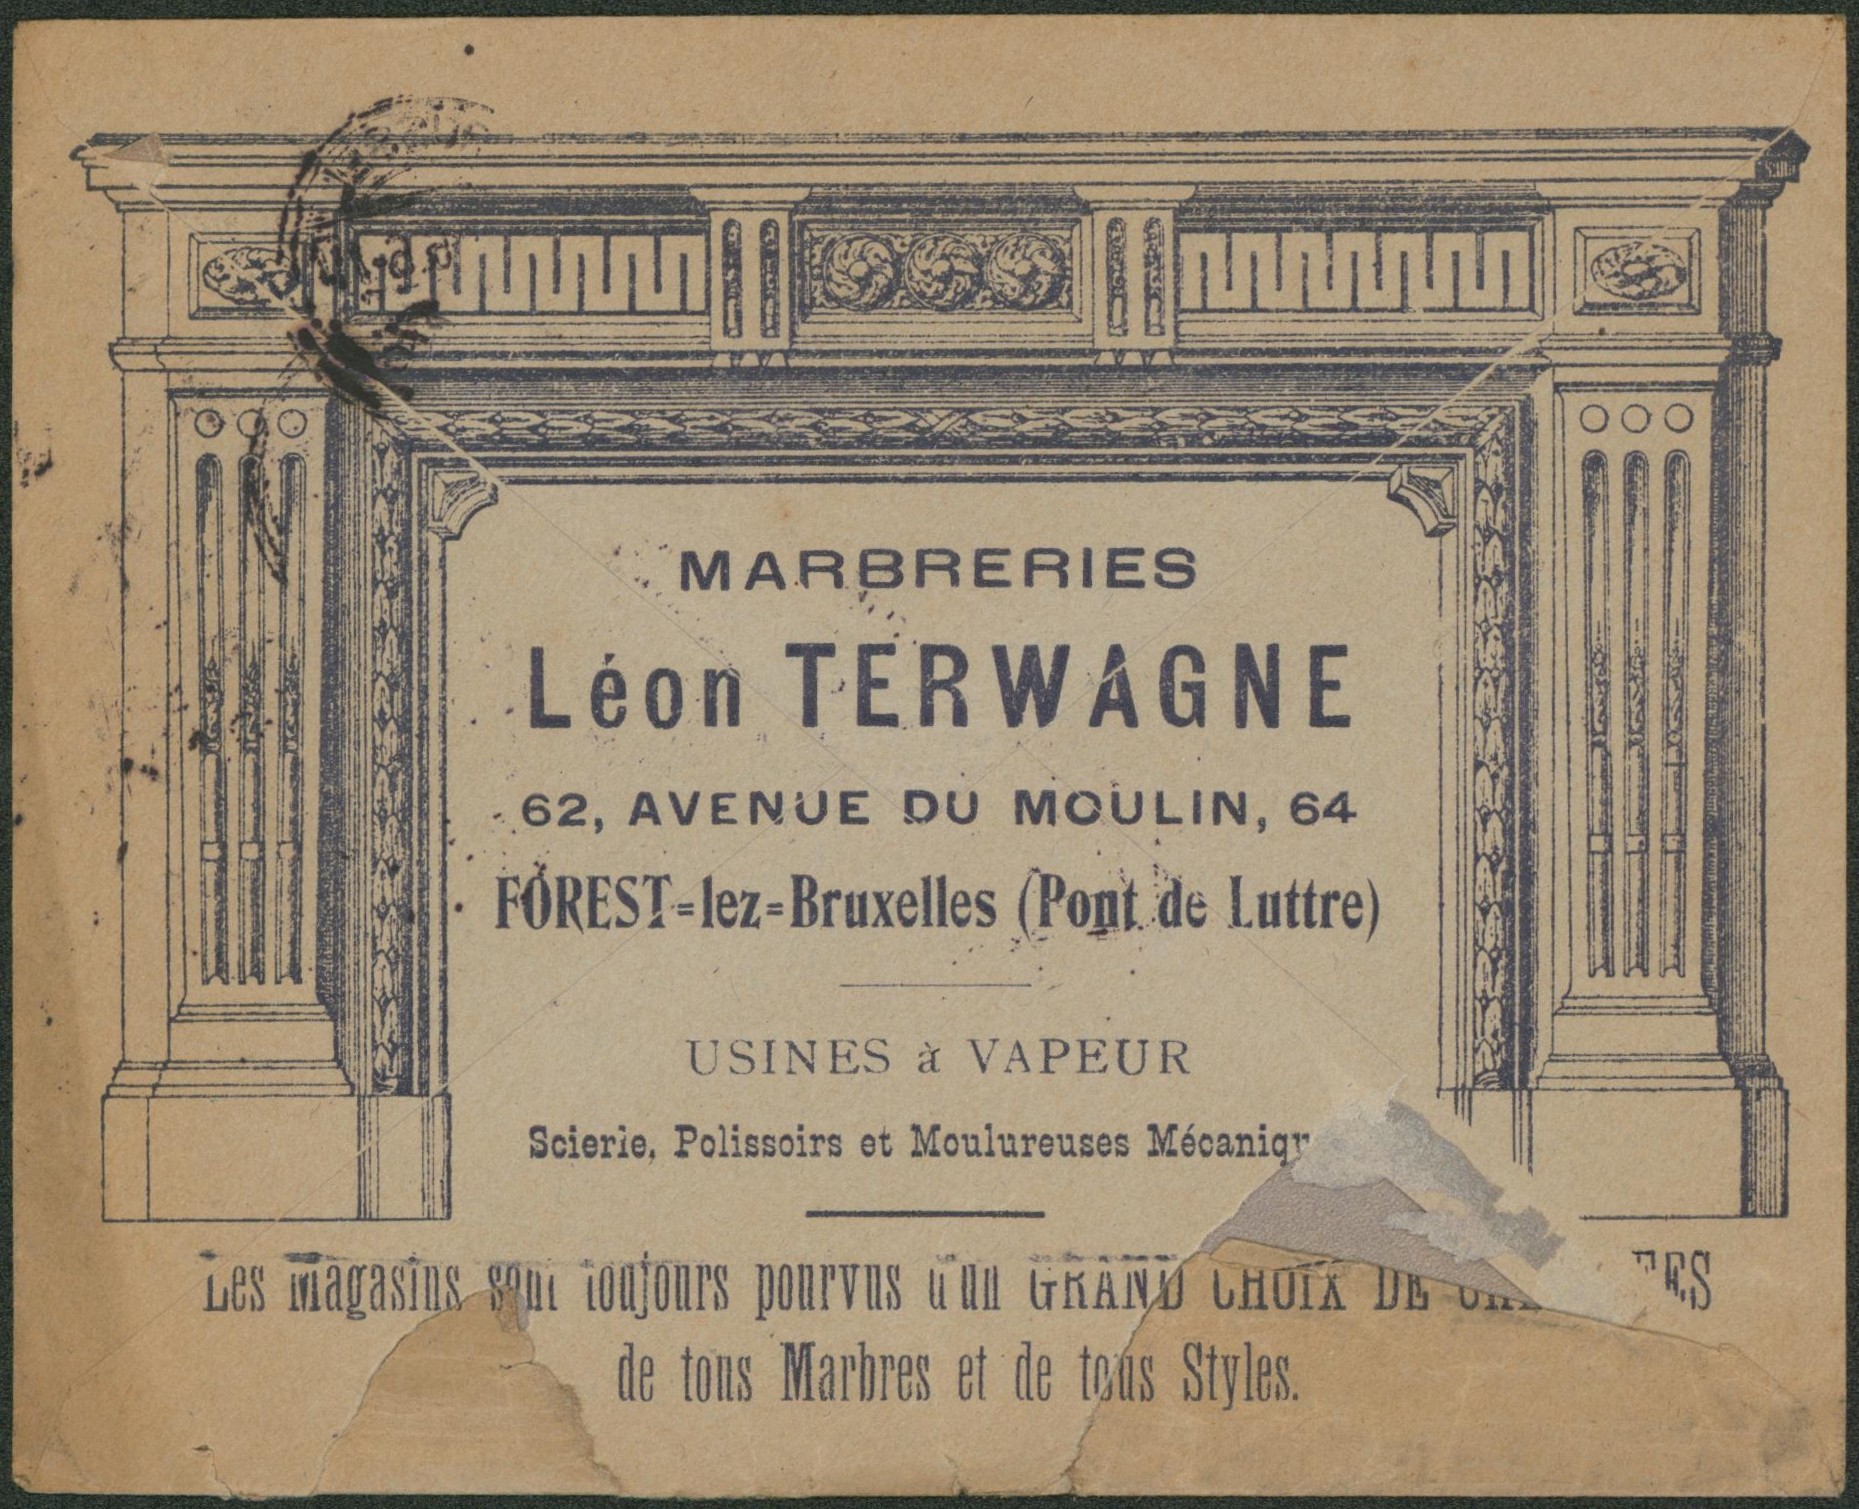 MARBRERIES
Léon TERWAGNE
62, AVENUE DU MOULIN, 64
FOREST=lez=Bruxelles (Pont de Luttre)
USINES à VAPEUR
Scierie, Polissoirs et Moulureuses
Les Magasins sont toujours pourvus d'un GRAND CHOIX DE
de tous Marbres et de tous Styles.